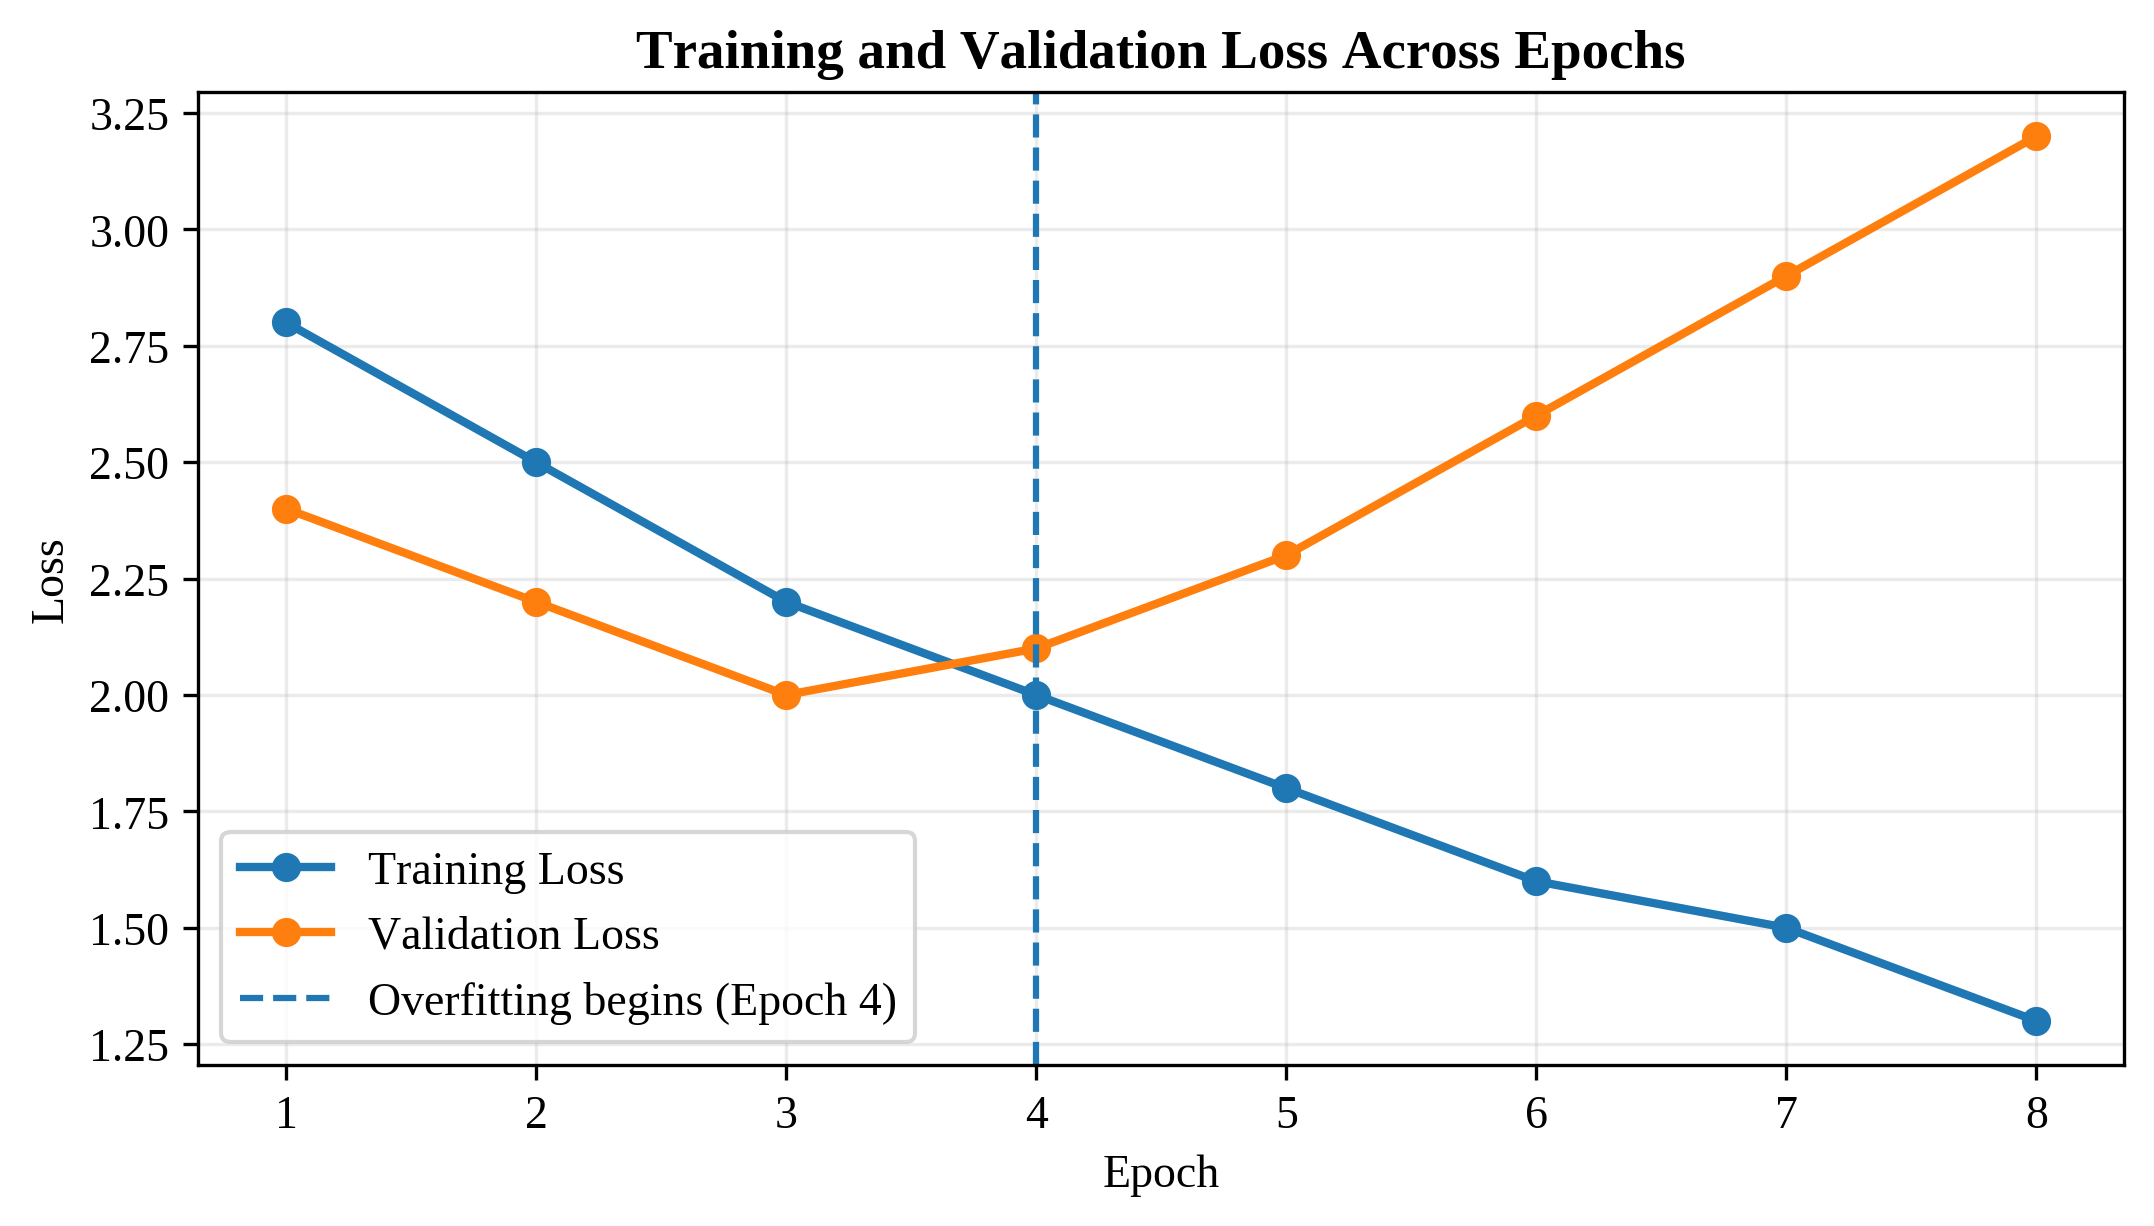 Training and Validation Loss Across Epochs
3.25
3.00
2.75
2.50
2.25
2.00
1.75
1.50
1.25
Loss
Training Loss
Validation Loss
Overfitting begins (Epoch 4)
1 2 3 4 5 6 7 8
Epoch